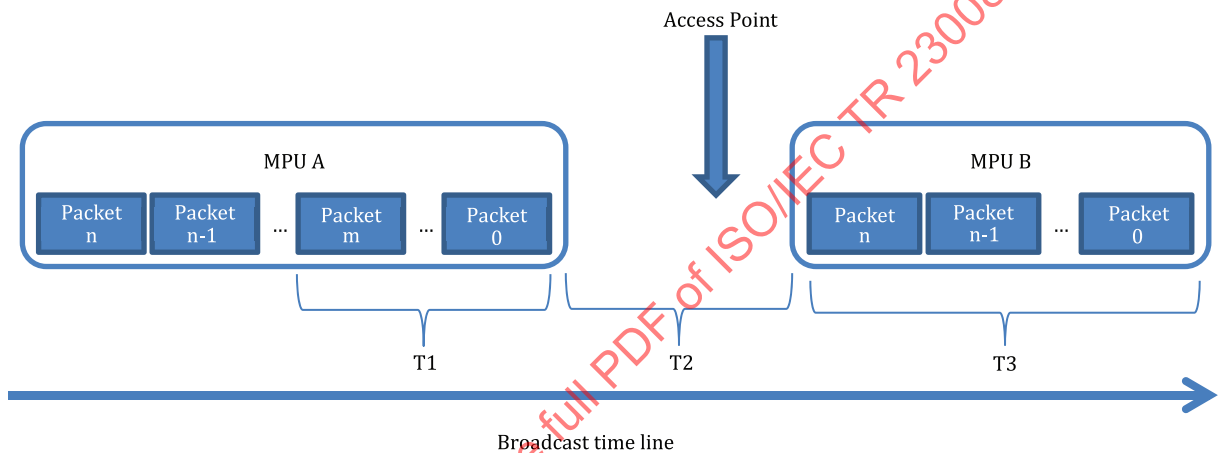 Access Point
MPU A
MPU B
Packet
n
Packet
n-1
...
Packet
m
...
Packet
0
Packet
n
Packet
n-1
...
Packet
0
T1
T2
T3
Broadcast time line
full PDF of ISO/IEC TR 23008